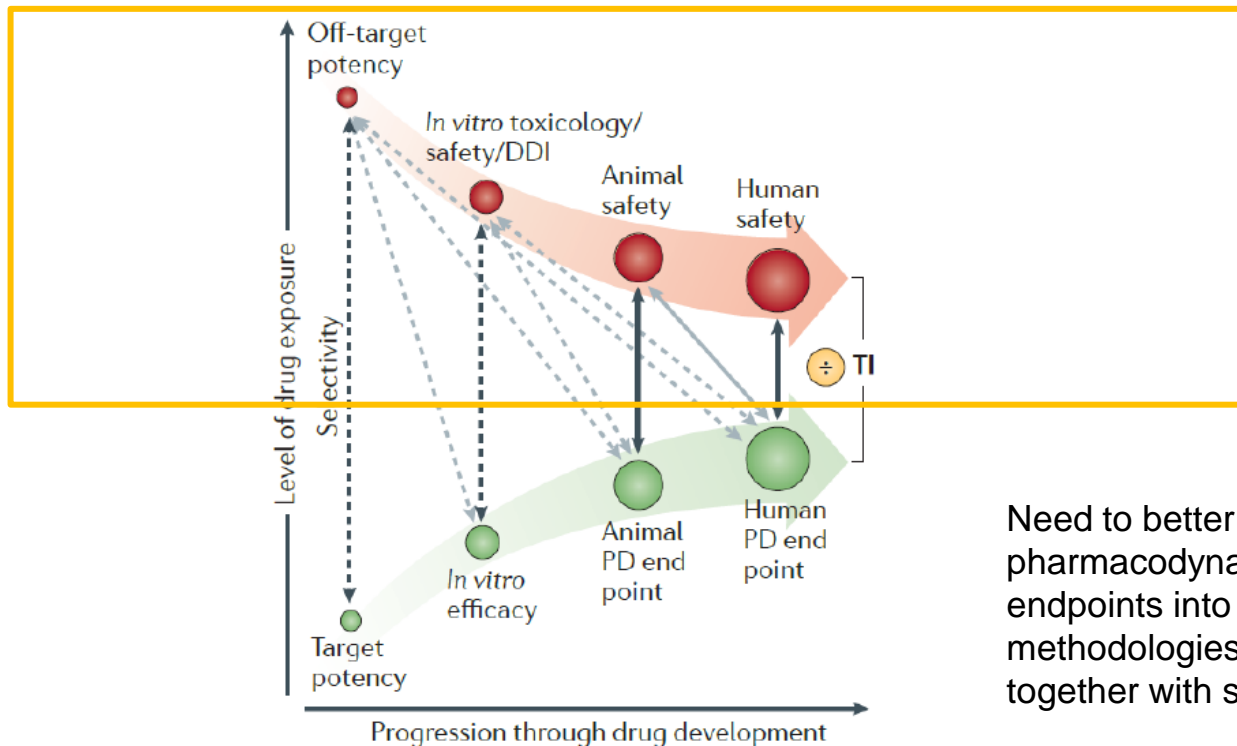 Off-target
potency
In vitro toxicology/
safety/DDI
Animal
safety
Human
safety
Level of drug exposure
Selectivity
÷ TI
Target
potency
In vitro
efficacy
Animal
PD end
point
Human
PD end
point
Progression through drug development
Need to better
pharmacodyna
endpoints into
methodologies
together with s